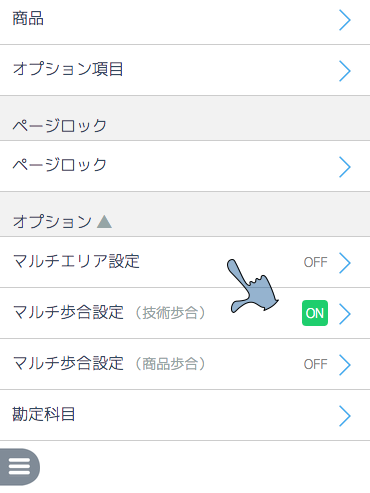 商品
オプション項目
ページロック
ページロック
オプション ▲
マルチエリア設定 OFF
マルチ歩合設定 （技術歩合） ON
マルチ歩合設定 （商品歩合） OFF
勘定科目